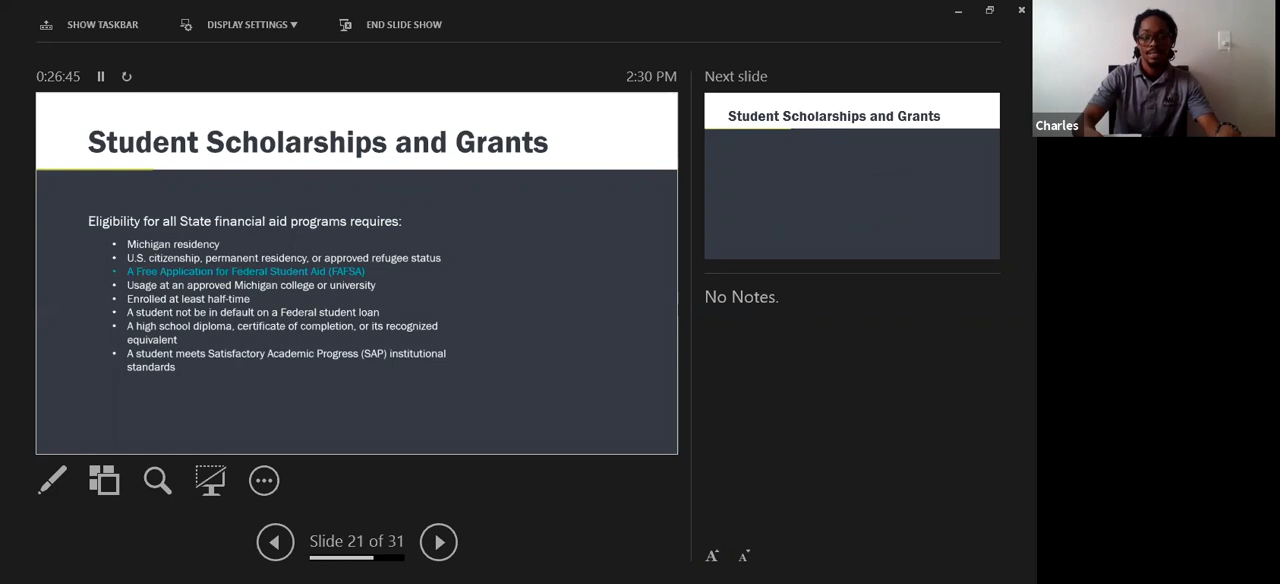 SHOW TASKBAR
DISPLAY SETTINGS ▼
END SLIDE SHOW
0:26:45
2:30 PM
Student Scholarships and Grants
Eligibility for all State financial aid programs requires:
• Michigan residency
• U.S. citizenship, permanent residency, or approved refugee status
• A Free Application for Federal Student Aid (FAFSA)
• Usage at an approved Michigan college or university
• Enrolled at least half-time
• A student not be in default on a Federal student loan
• A high school diploma, certificate of completion, or its recognized
equivalent
• A student meets Satisfactory Academic Progress (SAP) institutional
standards
Slide 21 of 31
Next slide
Student Scholarships and Grants
No Notes.
A A
Charles